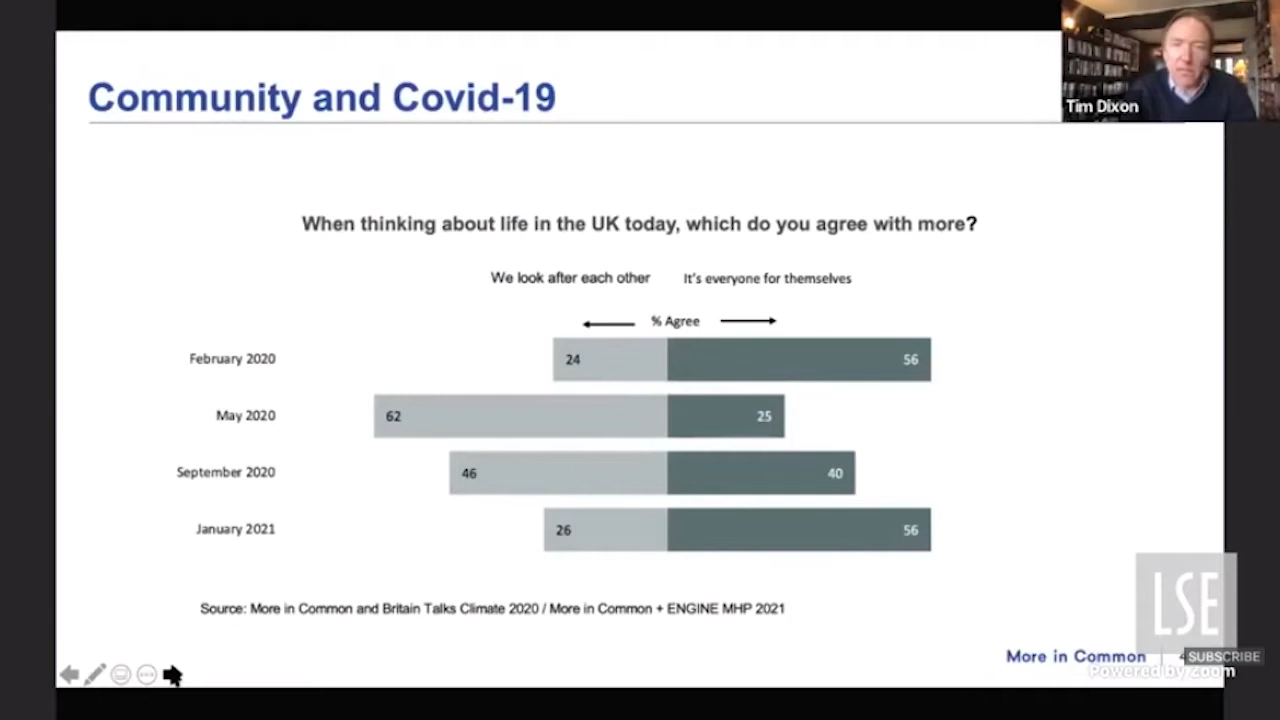 Community and Covid-19
Tim Dixon
When thinking about life in the UK today, which do you agree with more?
We look after each other
It's everyone for themselves
% Agree
February 2020
24
56
May 2020
62
25
September 2020
46
40
January 2021
26
56
Source: More in Common and Britain Talks Climate 2020 / More in Common + ENGINE MHP 2021
LSE
More in Common
SUBSCRIBE
Powered by Zoom